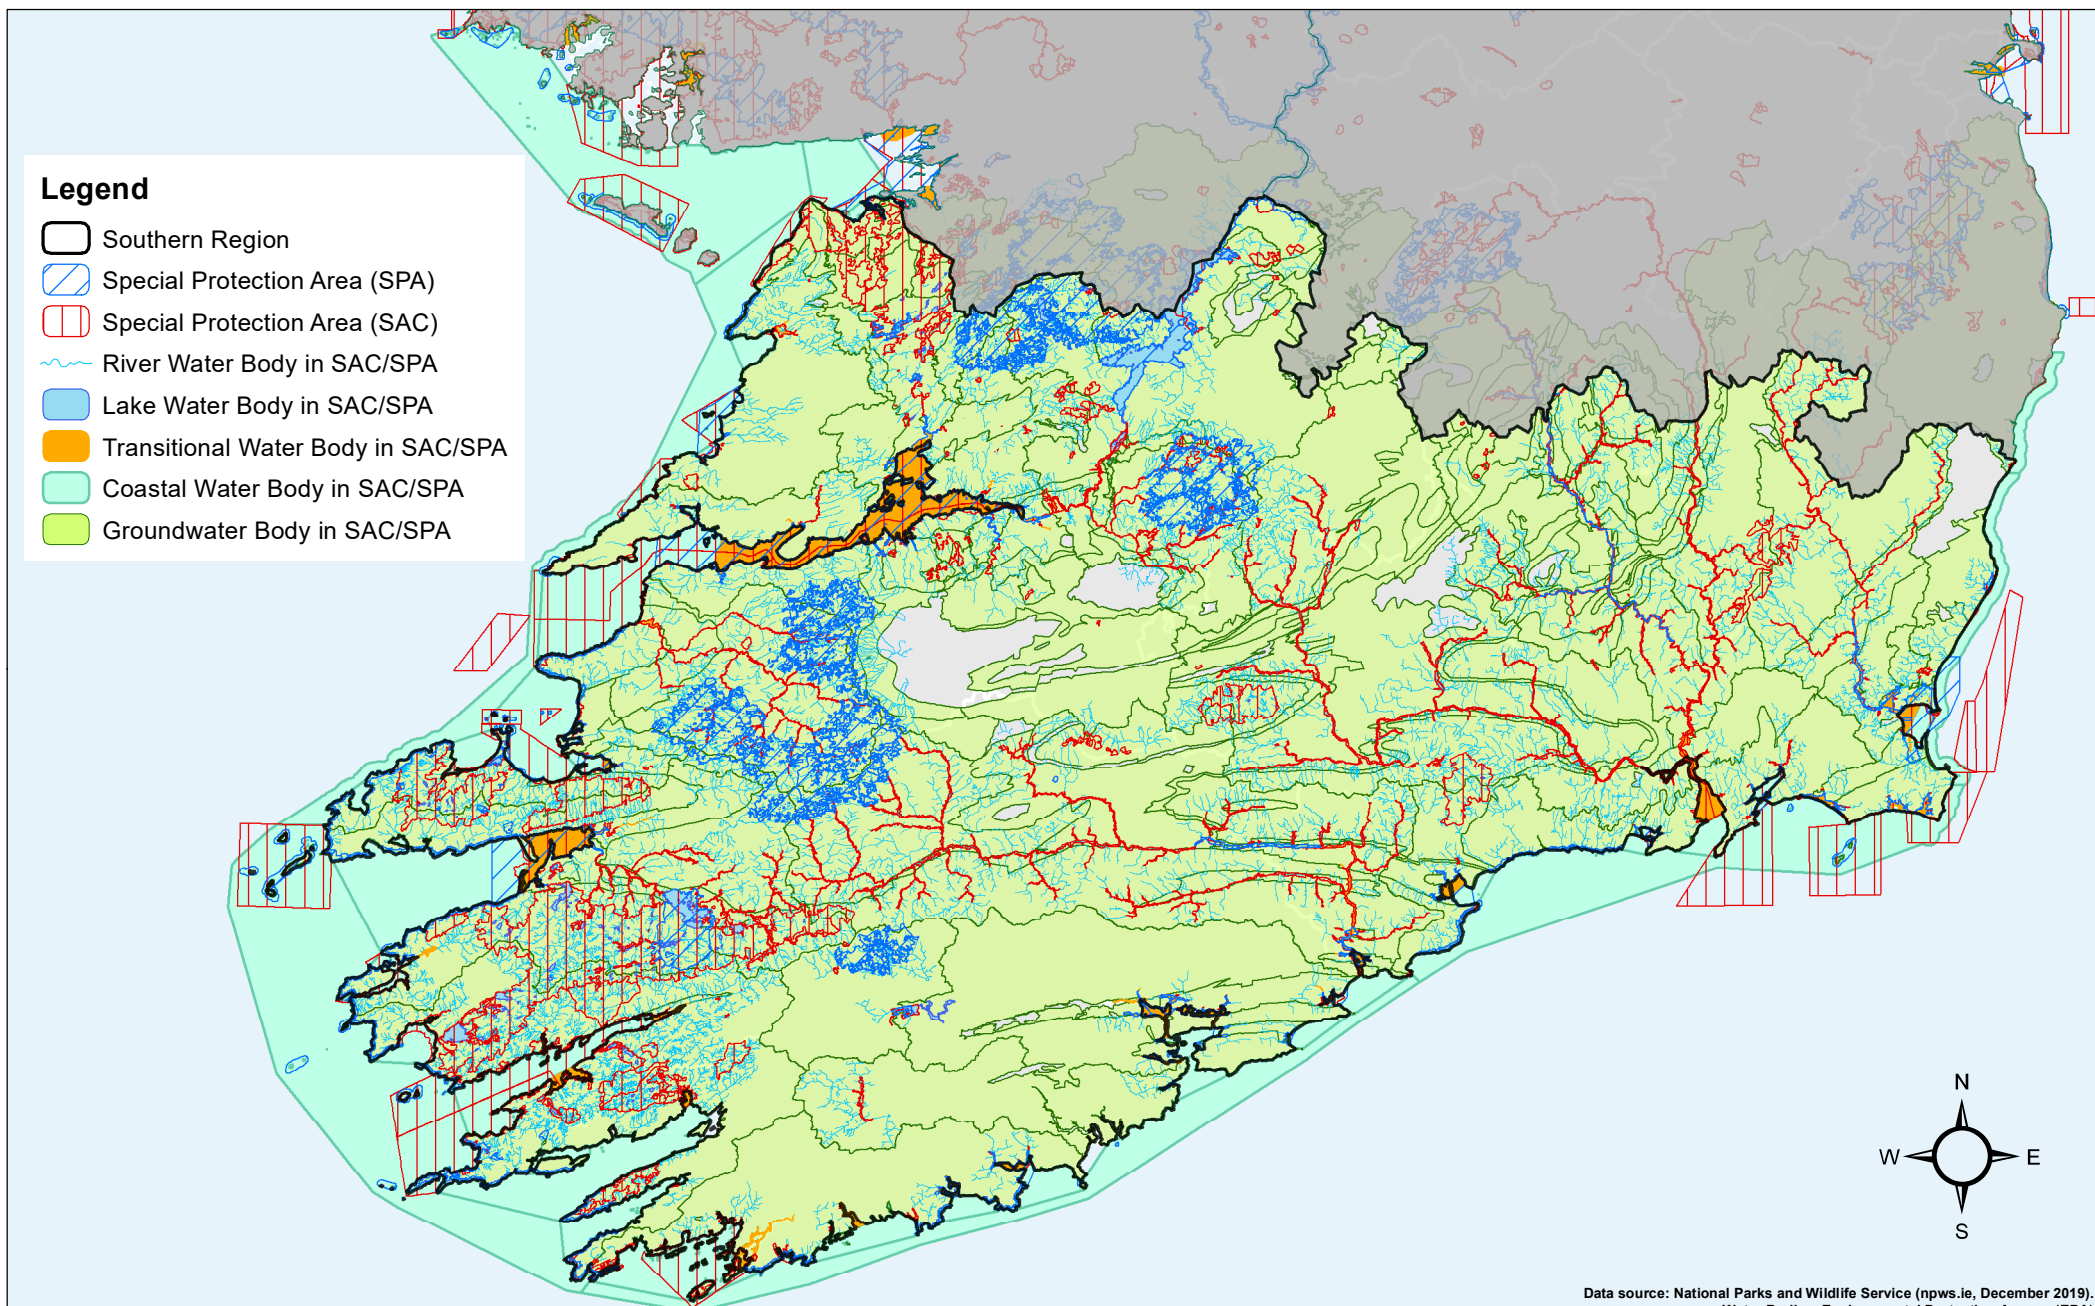 Legend
Southern Region
Special Protection Area (SPA)
Special Protection Area (SAC)
River Water Body in SAC/SPA
Lake Water Body in SAC/SPA
Transitional Water Body in SAC/SPA
Coastal Water Body in SAC/SPA
Groundwater Body in SAC/SPA
N
W E
S
Data source: National Parks and Wildlife Service (npws.ie, December 2019).